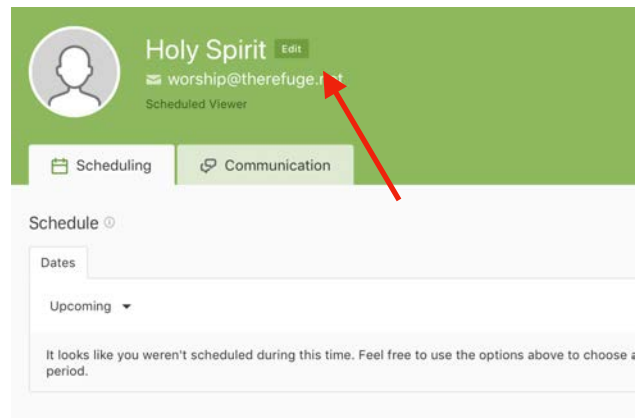 Holy Spirit Edit
worship@therefuge.net
Scheduled Viewer
Scheduling
Communication
Schedule
Dates
Upcoming
It looks like you weren't scheduled during this time. Feel free to use the options above to choose a
period.